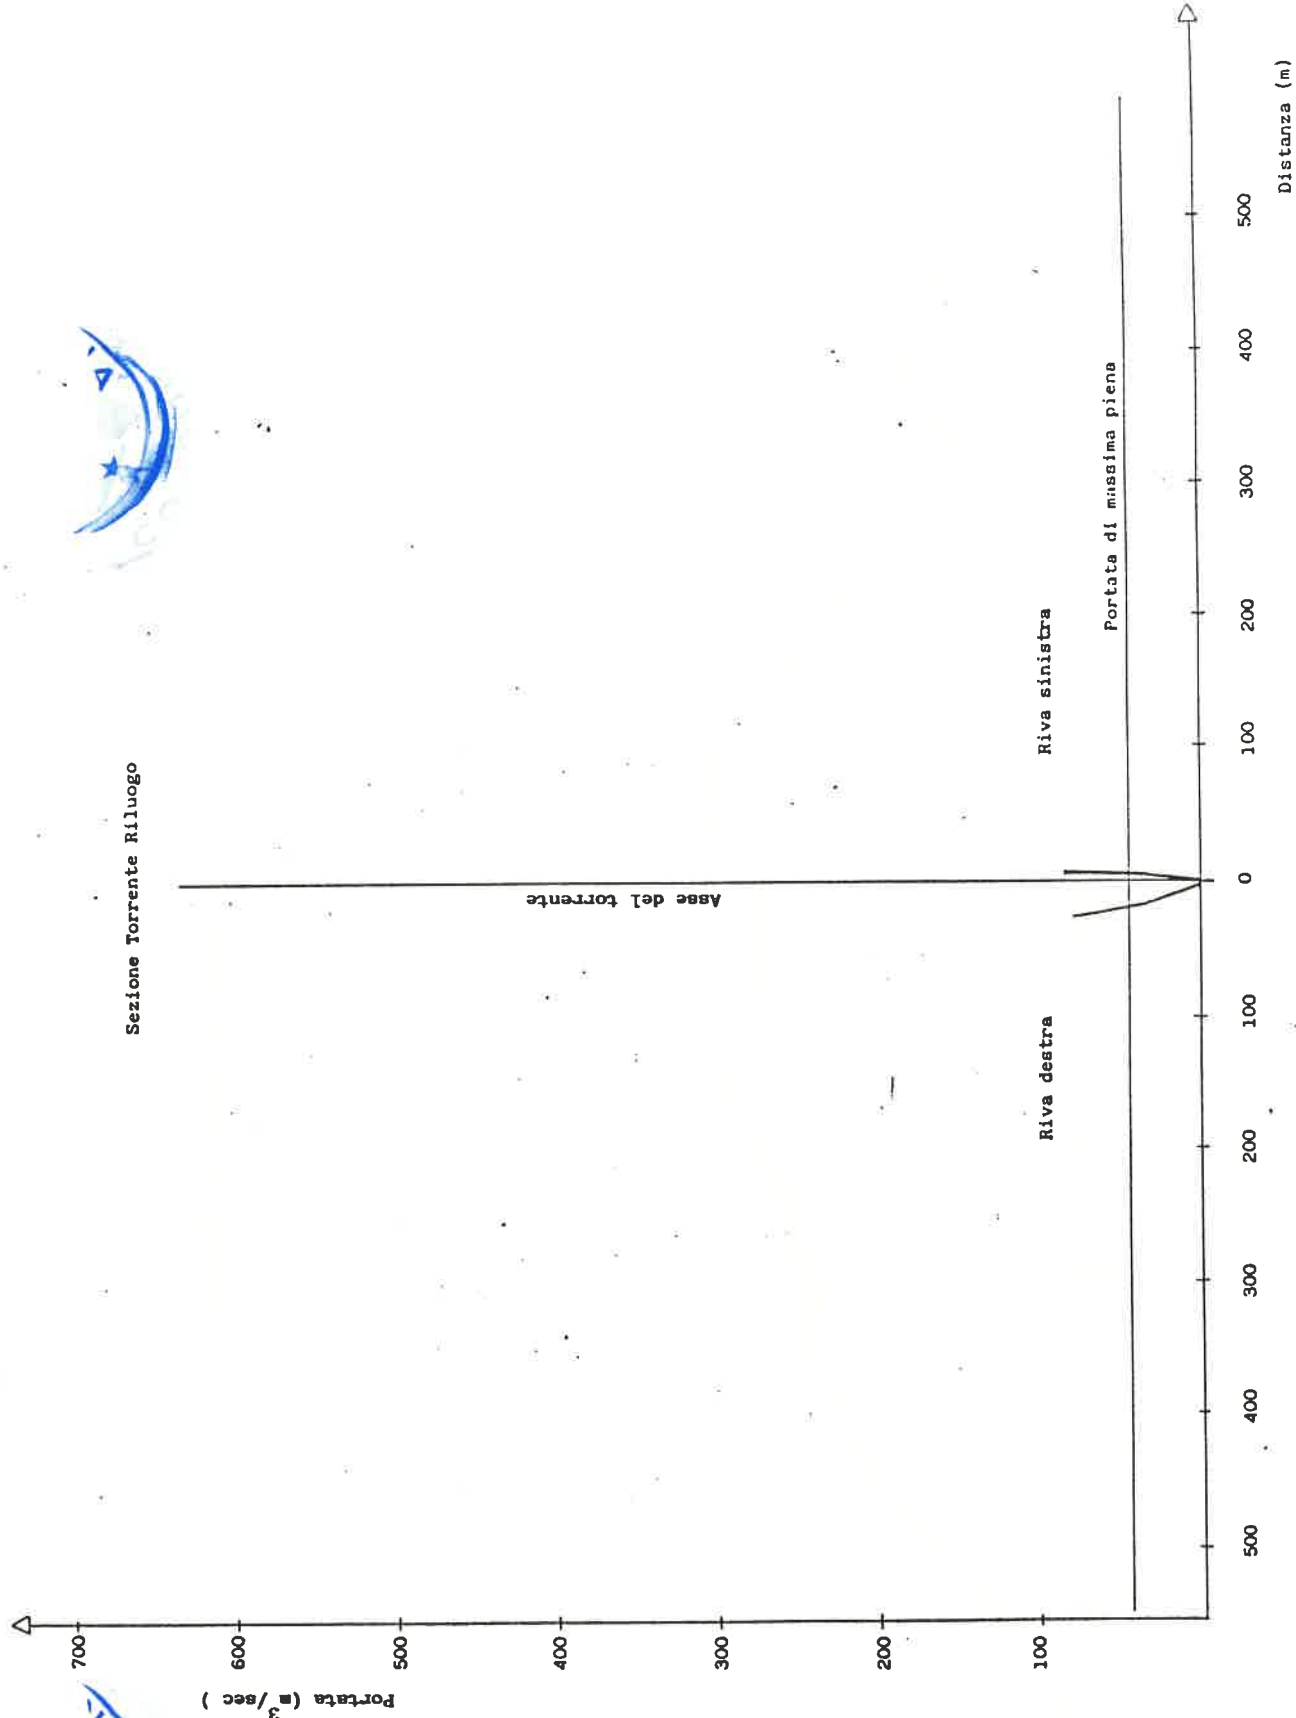 Sezione Torrente Riluogo
Portata (m³/sec )
700
600
500
400
300
200
100
Asse del torrente
Riva destra
Riva sinistra
Portata di massima piena
500
400
300
200
100
0
100
200
300
400
500
Distanza (m)